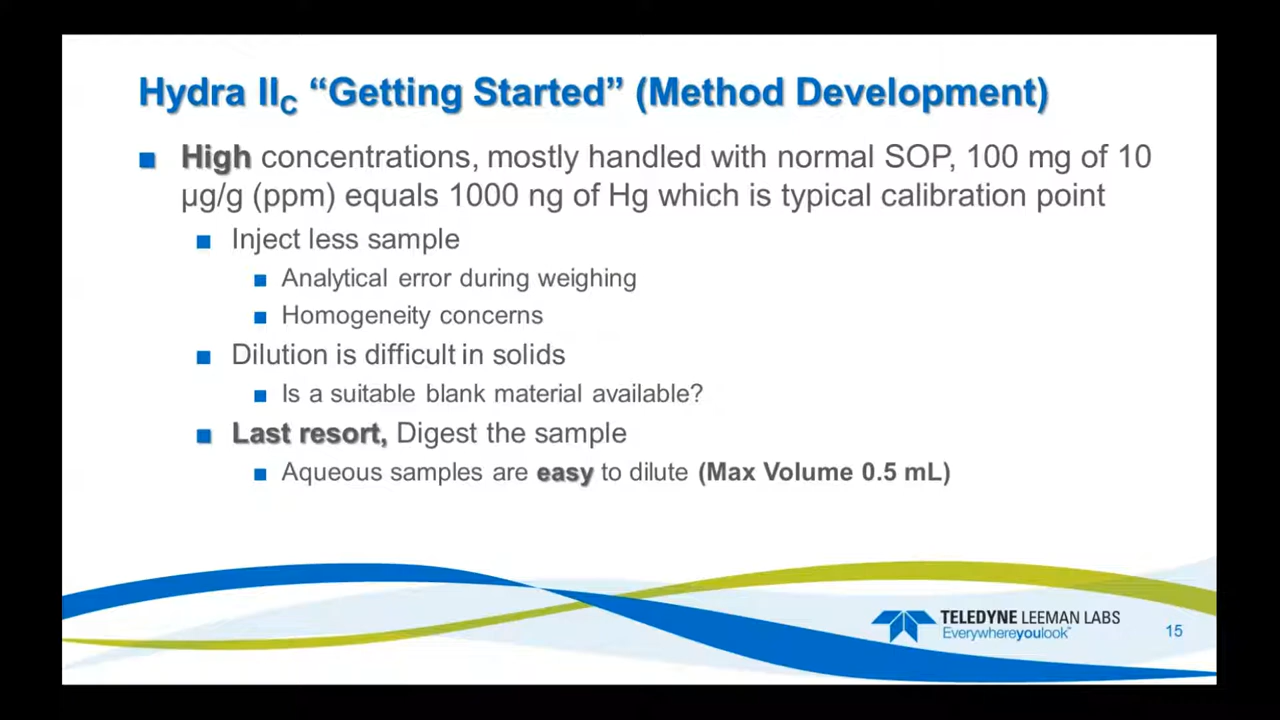 Hydra IIC “Getting Started” (Method Development)
High concentrations, mostly handled with normal SOP, 100 mg of 10
µg/g (ppm) equals 1000 ng of Hg which is typical calibration point
Inject less sample
Analytical error during weighing
Homogeneity concerns
Dilution is difficult in solids
Is a suitable blank material available?
Last resort, Digest the sample
Aqueous samples are easy to dilute (Max Volume 0.5 mL)
TELEDYNE LEEMAN LABS
Everywhereyoulook™
15